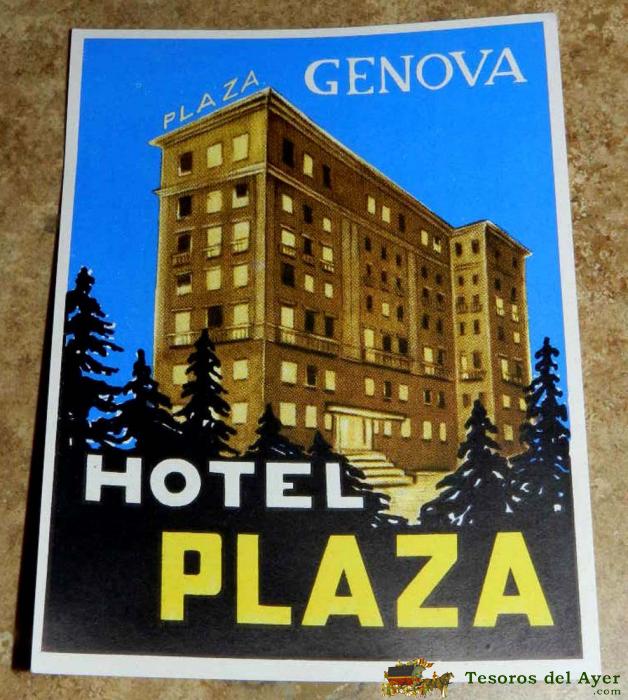 GENOVA
PLAZA
HOTEL
PLAZA
Tesoros del Ayer
.com